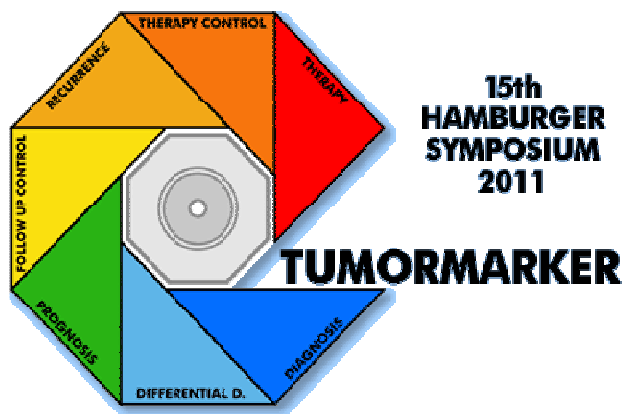 THERAPY CONTROL
RECURRENCE
THERAPY
15th
HAMBURGER
SYMPOSIUM
2011
FOLLOW UP CONTROL
TUMORMARKER
PROGNOSIS
DIAGNOSIS
DIFFERENTIAL D.